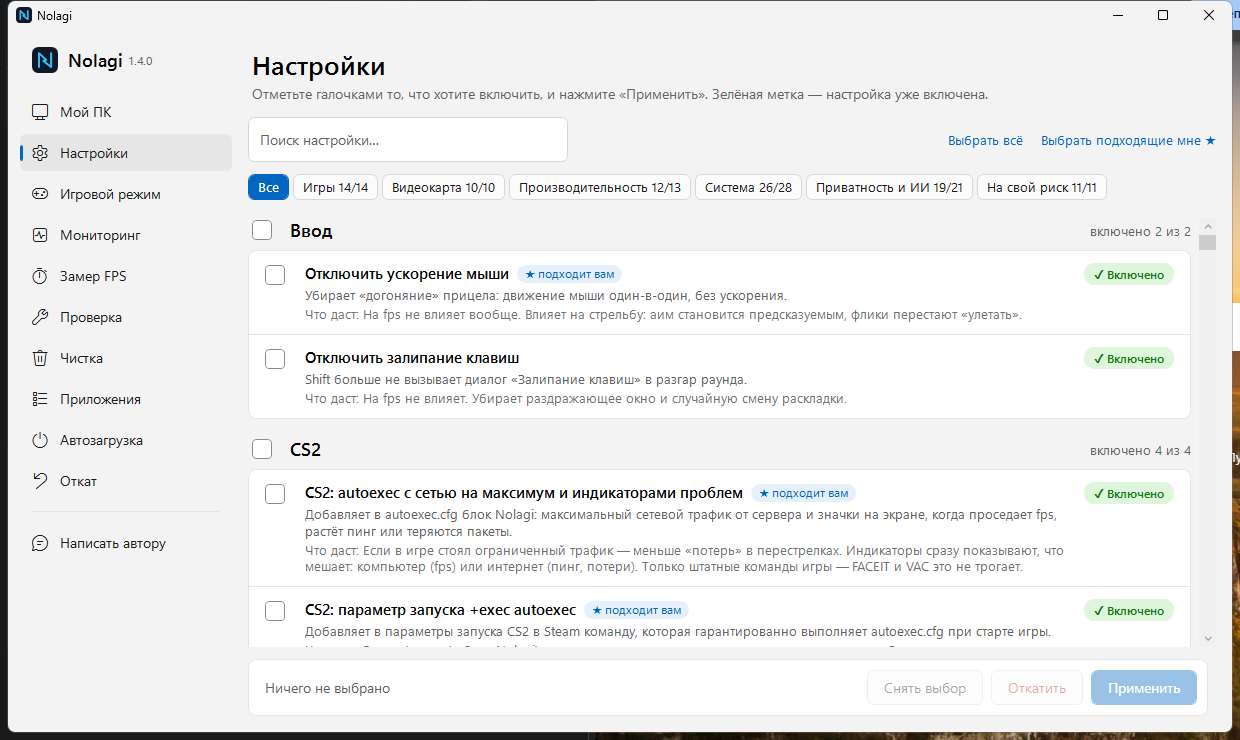 Nolagi
Nolagi 1.4.0
Мой ПК
Настройки
Игровой режим
Мониторинг
Замер FPS
Проверка
Чистка
Приложения
Автозагрузка
Откат
Написать автору
Настройки
Отметьте галочками то, что хотите включить, и нажмите «Применить». Зелёная метка — настройка уже включена.
Поиск настройки...
Выбрать всё Выбрать подходящие мне ★
Все Игры 14/14 Видеокарта 10/10 Производительность 12/13 Система 26/28 Приватность и ИИ 19/21 На свой риск 11/11
Ввод включено 2 из 2
Отключить ускорение мыши ★ подходит вам ✓ Включено
Убирает «догоняние» прицела: движение мыши один-в-один, без ускорения.
Что даст: На fps не влияет вообще. Влияет на стрельбу: аим становится предсказуемым, флики перестают «улетать».
Отключить залипание клавиш ✓ Включено
Shift больше не вызывает диалог «Залипание клавиш» в разгар раунда.
Что даст: На fps не влияет. Убирает раздражающее окно и случайную смену раскладки.
CS2 включено 4 из 4
CS2: autoexec с сетью на максимум и индикаторами проблем ★ подходит вам ✓ Включено
Добавляет в autoexec.cfg блок Nolagi: максимальный сетевой трафик от сервера и значки на экране, когда проседает fps,
растёт пинг или теряются пакеты.
Что даст: Если в игре стоял ограниченный трафик — меньше «потерь» в перестрелках. Индикаторы сразу показывают, что
мешает: компьютер (fps) или интернет (пинг, потери). Только штатные команды игры — FACEIT и VAC это не трогает.
CS2: параметр запуска +exec autoexec ★ подходит вам ✓ Включено
Добавляет в параметры запуска CS2 в Steam команду, которая гарантированно выполняет autoexec.cfg при старте игры.
Ничего не выбрано Снять выбор Откатить Применить